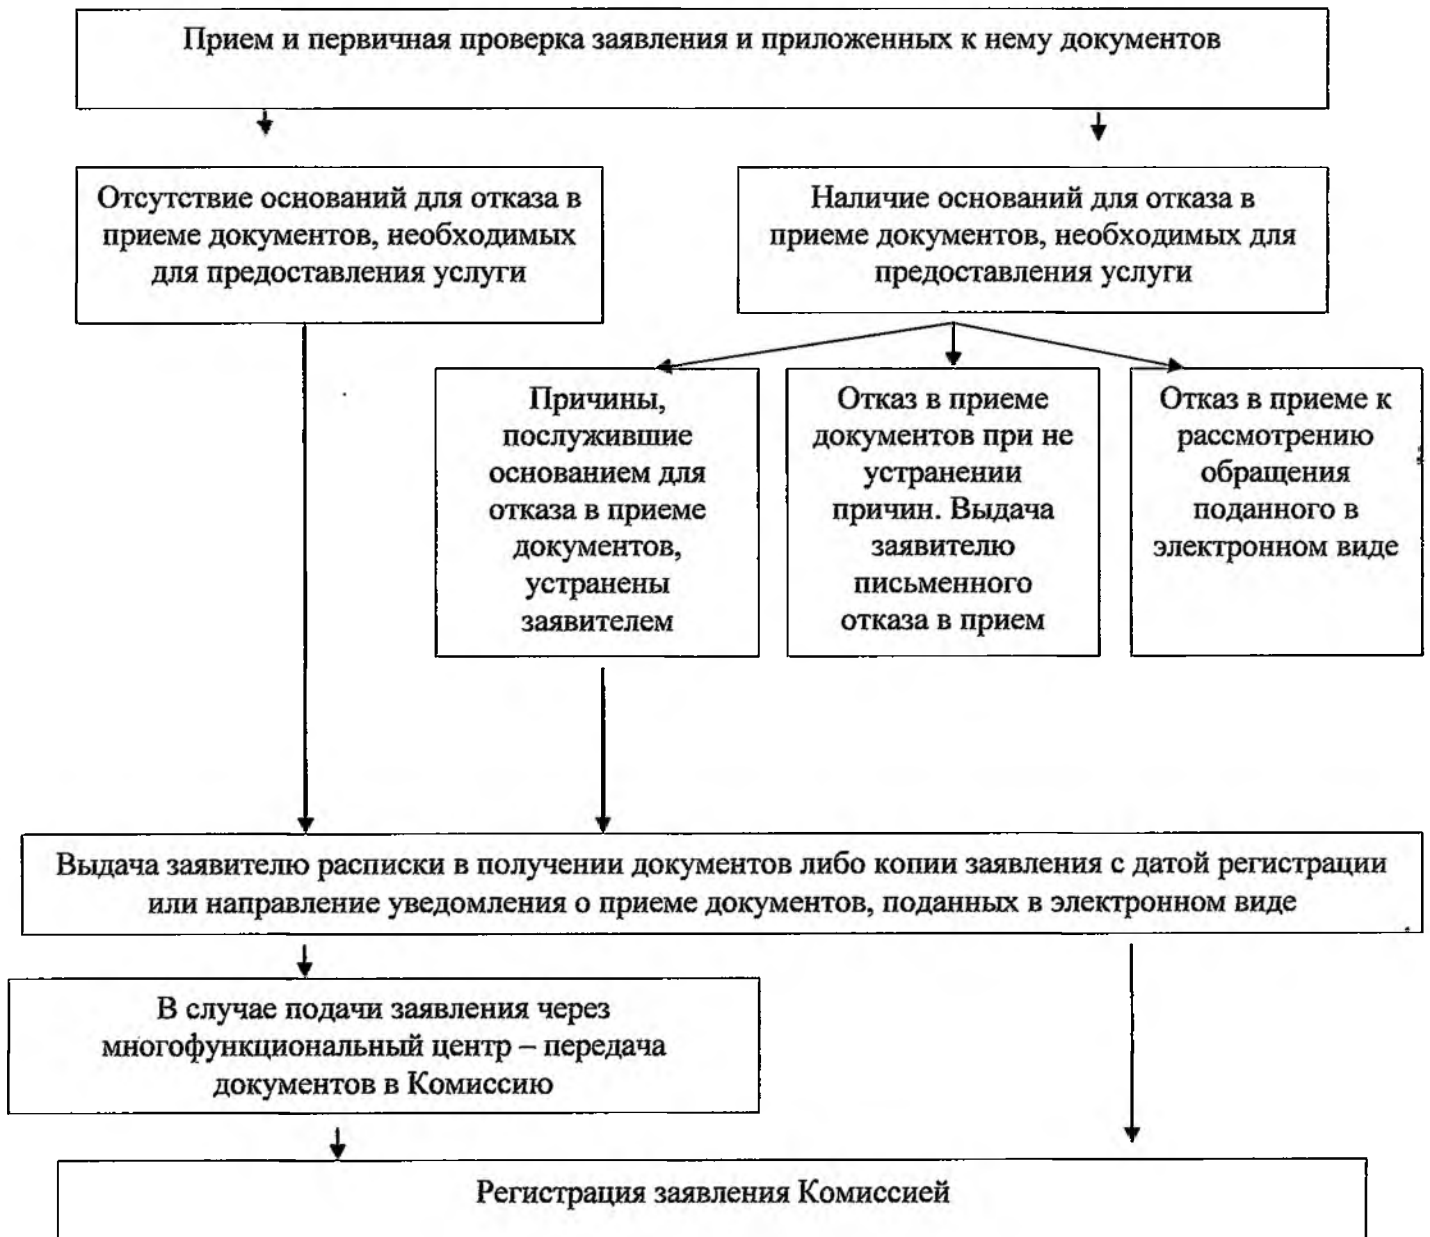 Прием и первичная проверка заявления и приложенных к нему документов
Отсутствие оснований для отказа в
приеме документов, необходимых
для предоставления услуги
Наличие оснований для отказа в
приеме документов, необходимых для
предоставления услуги
Причины,
послужившие
основанием для
отказа в приеме
документов,
устранены
заявителем
Отказ в приеме
документов при не
устранении
причин. Выдача
заявителю
письменного
отказа в прием
Отказ в приеме к
рассмотрению
обращения
поданного в
электронном виде
Выдача заявителю расписки в получении документов либо копии заявления с датой регистрации
или направление уведомления о приеме документов, поданных в электронном виде
В случае подачи заявления через
многофункциональный центр – передача
документов в Комиссию
Регистрация заявления Комиссией